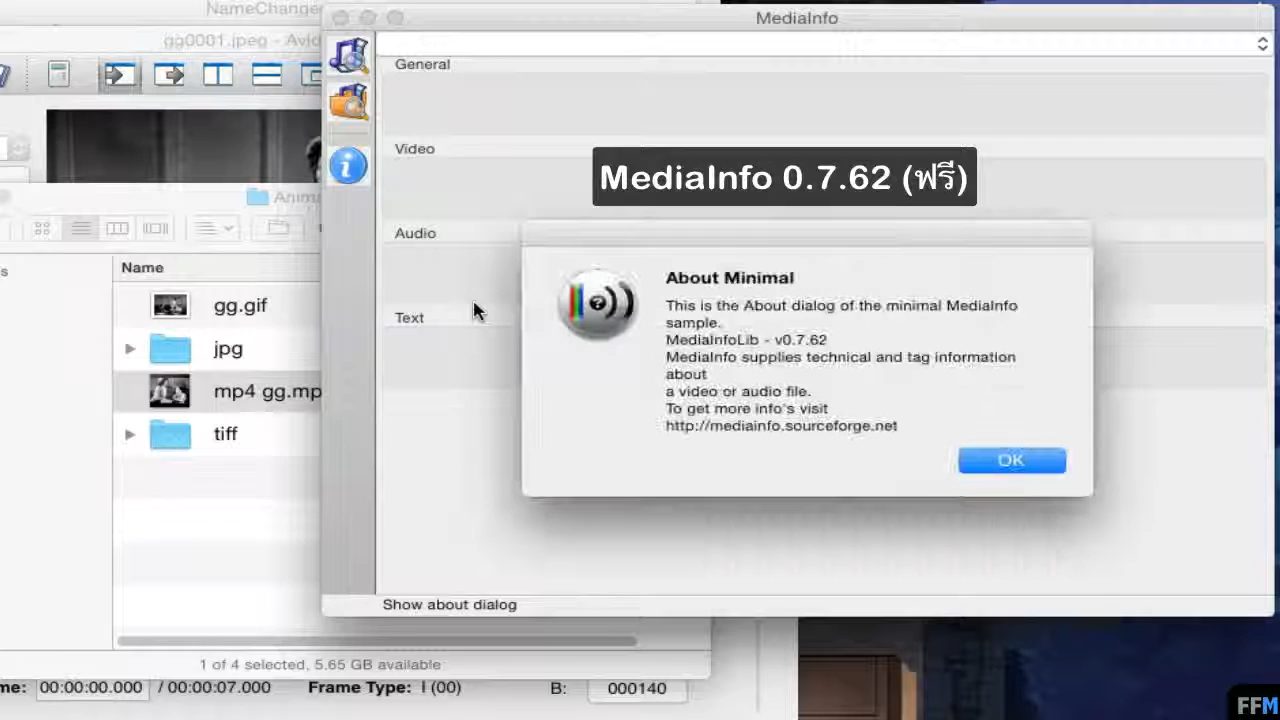 NameChanger
MediaInfo
gg0001.jpeg - Avid
General
Video
MediaInfo 0.7.62 (ฟรี)
Anima
Audio
Name
About Minimal
This is the About dialog of the minimal MediaInfo
sample.
MediaInfoLib - v0.7.62
MediaInfo supplies technical and tag information
about
a video or audio file.
To get more info's visit
http://mediainfo.sourceforge.net
OK
gg.gif
Text
jpg
mp4 gg.mp
tiff
Show about dialog
1 of 4 selected, 5.65 GB available
me: 00:00:00.000 / 00:00:07.000 Frame Type: I (00) B: 000140
FFM